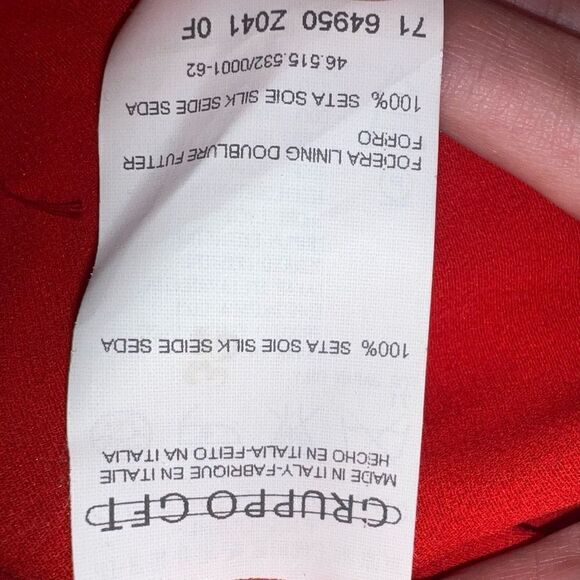 GRUPPO GFT
MADE IN ITALY-FABRIQUE EN ITALIE
HECHO EN ITALIA-FEITO NA ITALIA
100% SETA SOIE SILK SEIDE SEDA
FODERA LINING DOUBLURE FUTTER
FORRO
100% SETA SOIE SILK SEIDE SEDA
46.515.532/0001-62
71 64950 Z041 0F